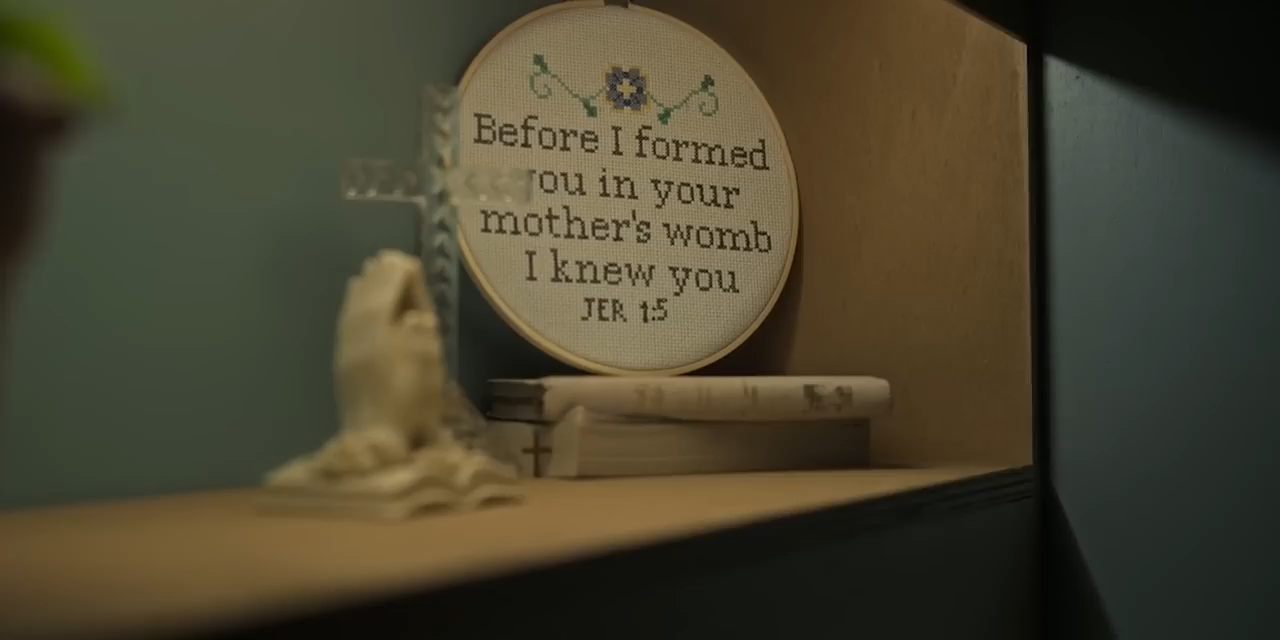 Before I formed
you in your
mother's womb
I knew you
JER 1:5